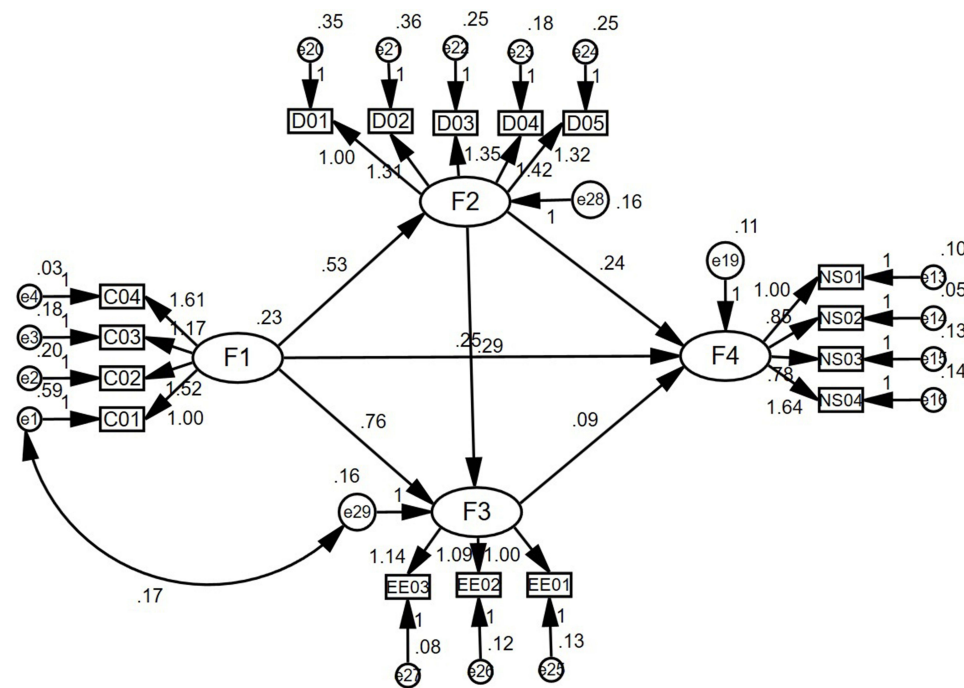 .35 .36 .25 .18 .25
e20 e21 e22 e23 e24
1 1 1 1 1
D01 D02 D03 D04 D05
1.00 1.31 1.35 1.42 1.32
F2
1 e28 .16
.53 .24
.11
e19
1
.03 1
e4 C04 1.61
.18 1
e3 C03 1.17
.20 1
e2 C02 1.52
.59 1
e1 C01 1.00
.23
F1
.25 .29
F4
1.00 NS01 1 e13 .10
.85 NS02 1 e14 .05
.78 NS03 1 e15 .13
1.64 NS04 1 e16 .14
.76 .09
.16
e29 1
F3
.17
1.14 1.09 1.00
EE03 EE02 EE01
1 1 1
.08 .12 .13
e27 e26 e25